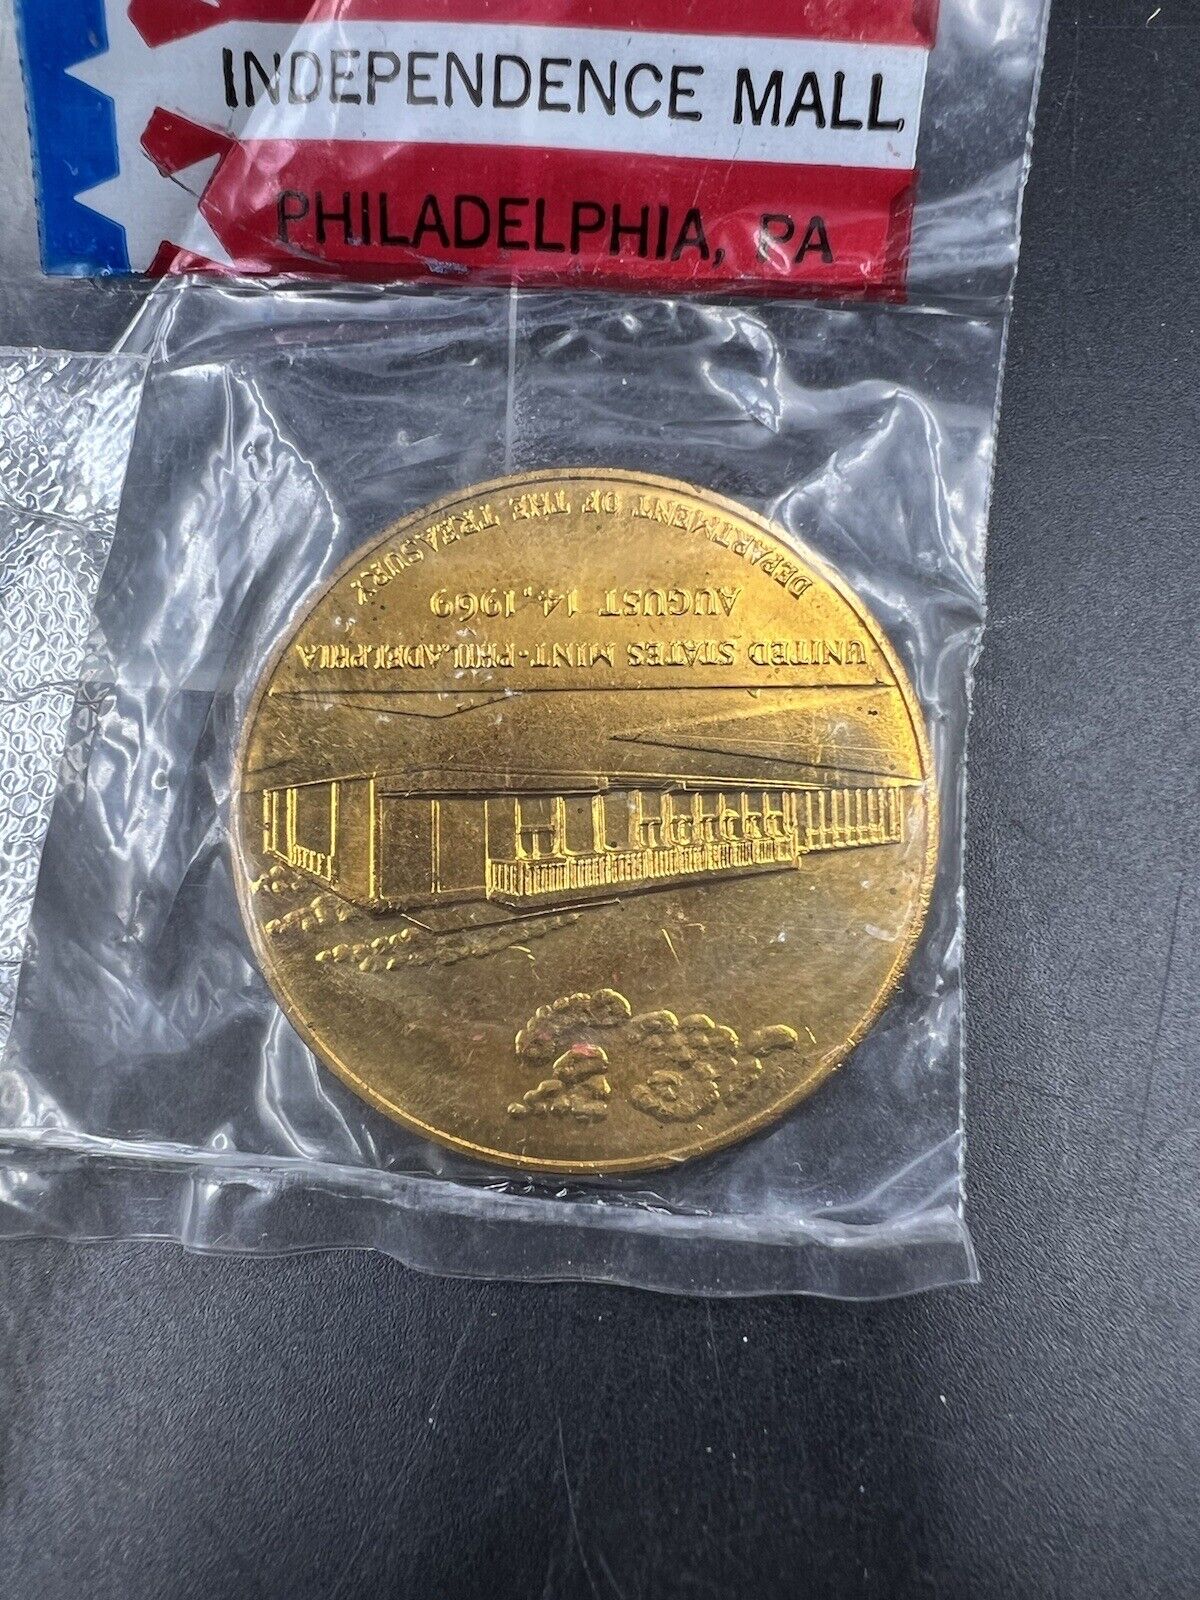 INDEPENDENCE MALL
PHILADELPHIA, PA
UNITED STATES MINT · PHILADELPHIA
AUGUST 14, 1969
DEPARTMENT OF THE TREASURY